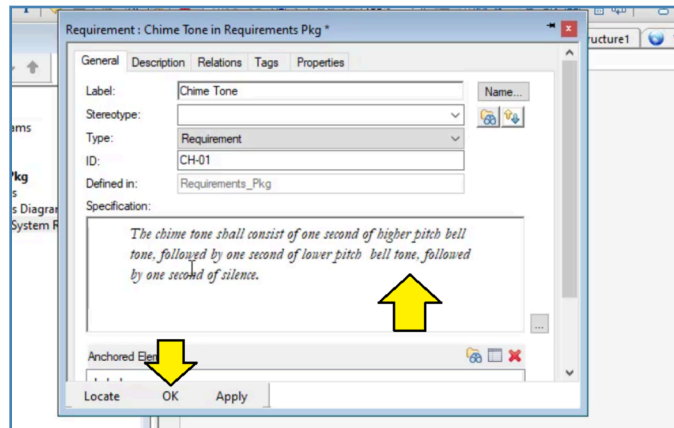 Requirement : Chime Tone in Requirements Pkg *
ructure1
General Description Relations Tags Properties
Label: Chime Tone Name...
Stereotype:
ams
Type: Requirement
ID: CH-01
Pkg
Defined in: Requirements_Pkg
s
s Diagrar
Specification:
System R
The chime tone shall consist of one second of higher pitch bell
tone, followed by one second of lower pitch bell tone, followed
by one second of silence.
...
Anchored Elem
Locate OK Apply